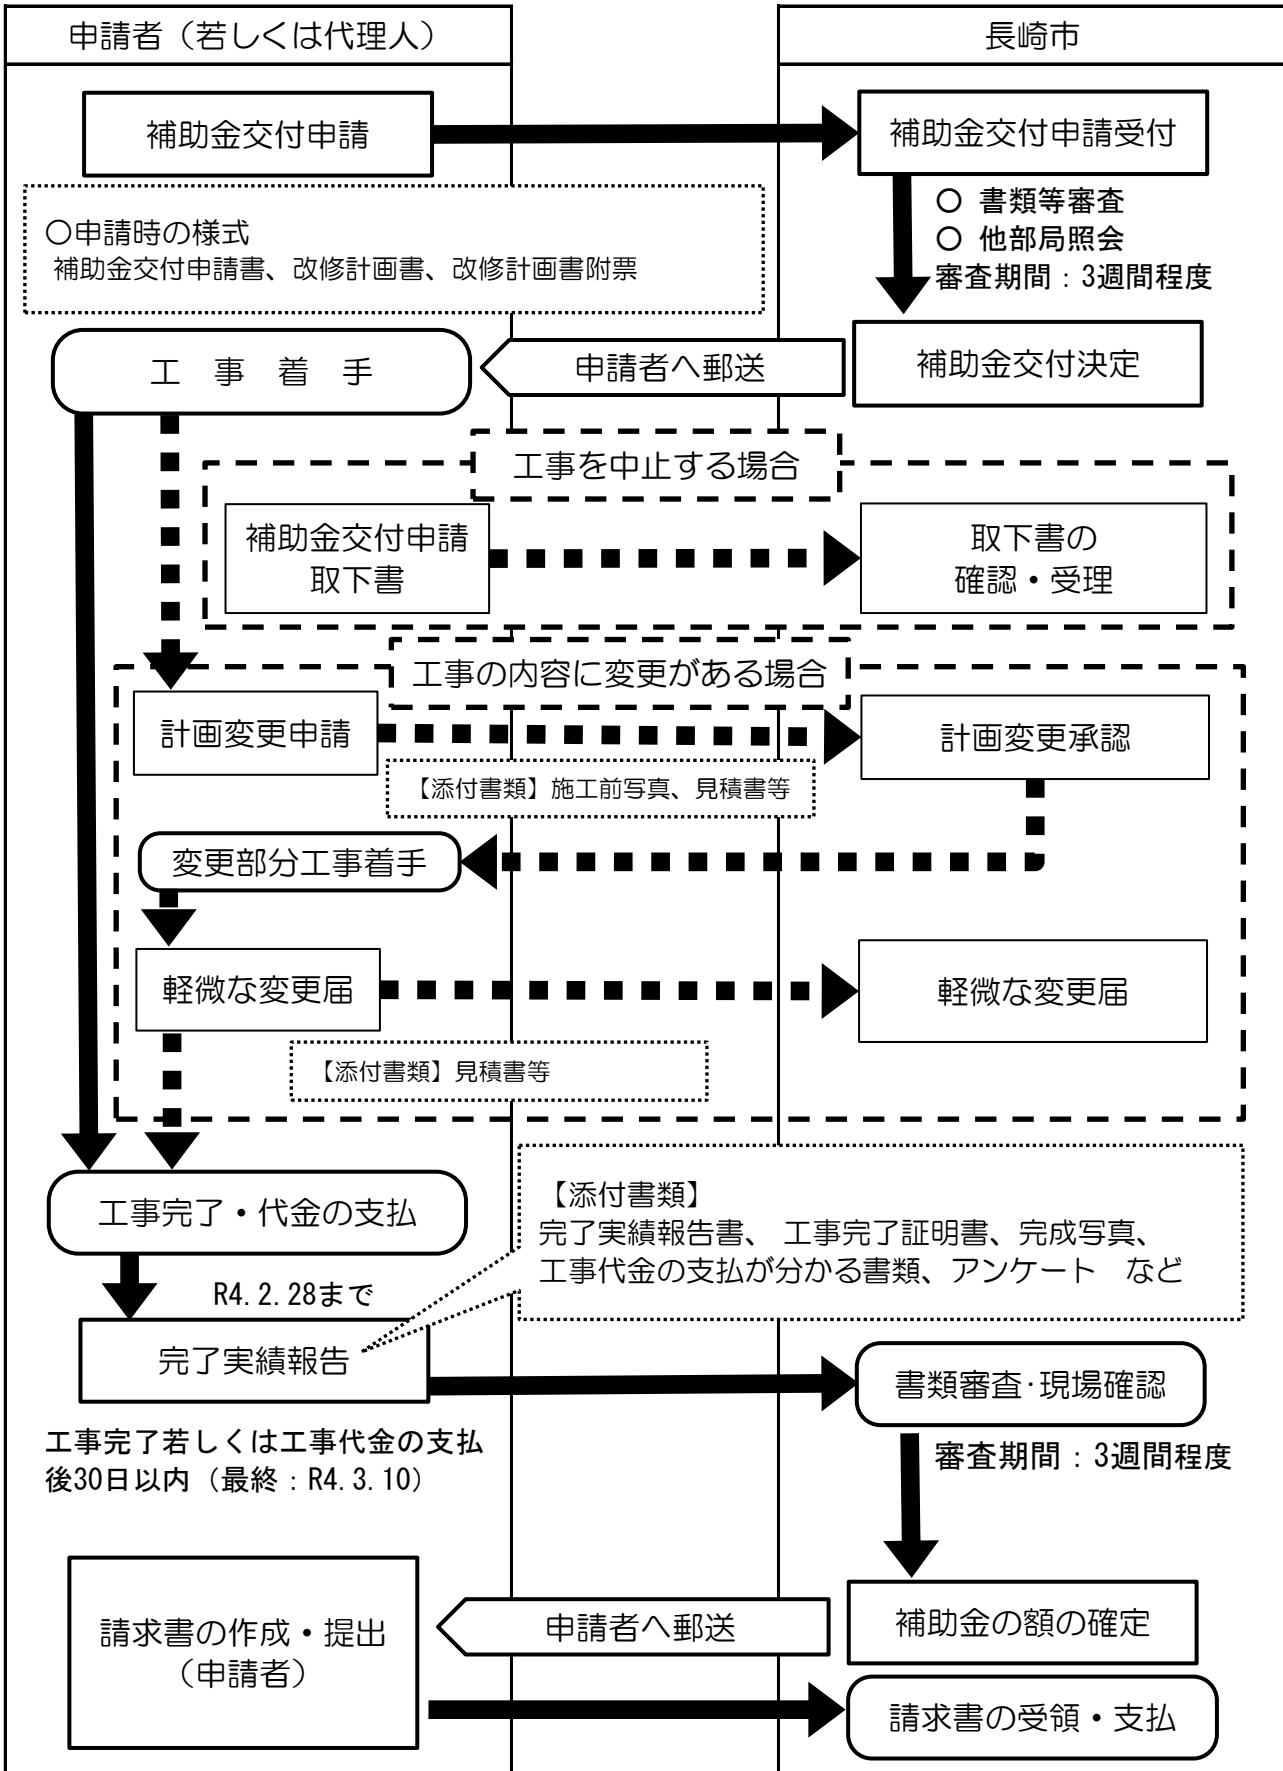 申請者（若しくは代理人）
長崎市
補助金交付申請
補助金交付申請受付
〇申請時の様式
補助金交付申請書、改修計画書、改修計画書附票
〇 書類等審査
〇 他部局照会
審査期間：3週間程度
工 事 着 手
申請者へ郵送
補助金交付決定
工事を中止する場合
補助金交付申請
取下書
取下書の
確認・受理
工事の内容に変更がある場合
計画変更申請
計画変更承認
【添付書類】施工前写真、見積書等
変更部分工事着手
軽微な変更届
軽微な変更届
【添付書類】見積書等
工事完了・代金の支払
【添付書類】
完了実績報告書、 工事完了証明書、完成写真、
工事代金の支払が分かる書類、アンケート　など
R4.2.28まで
完了実績報告
書類審査･現場確認
工事完了若しくは工事代金の支払
後30日以内（最終：R4.3.10）
審査期間：3週間程度
請求書の作成・提出
（申請者）
申請者へ郵送
補助金の額の確定
請求書の受領・支払